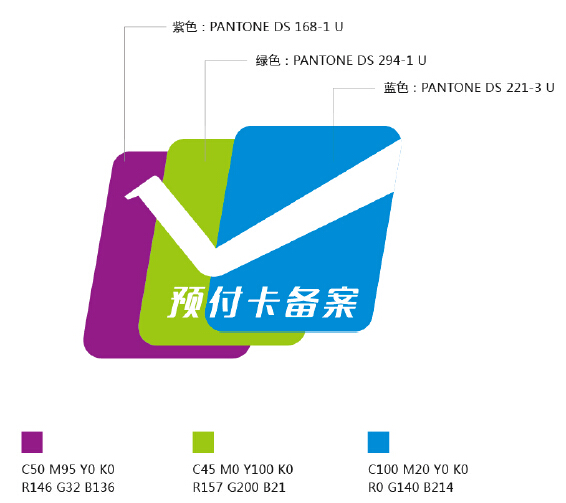 紫色：PANTONE DS 168-1 U
绿色：PANTONE DS 294-1 U
蓝色：PANTONE DS 221-3 U
预付卡备案
C50 M95 Y0 K0
R146 G32 B136
C45 M0 Y100 K0
R157 G200 B21
C100 M20 Y0 K0
R0 G140 B214